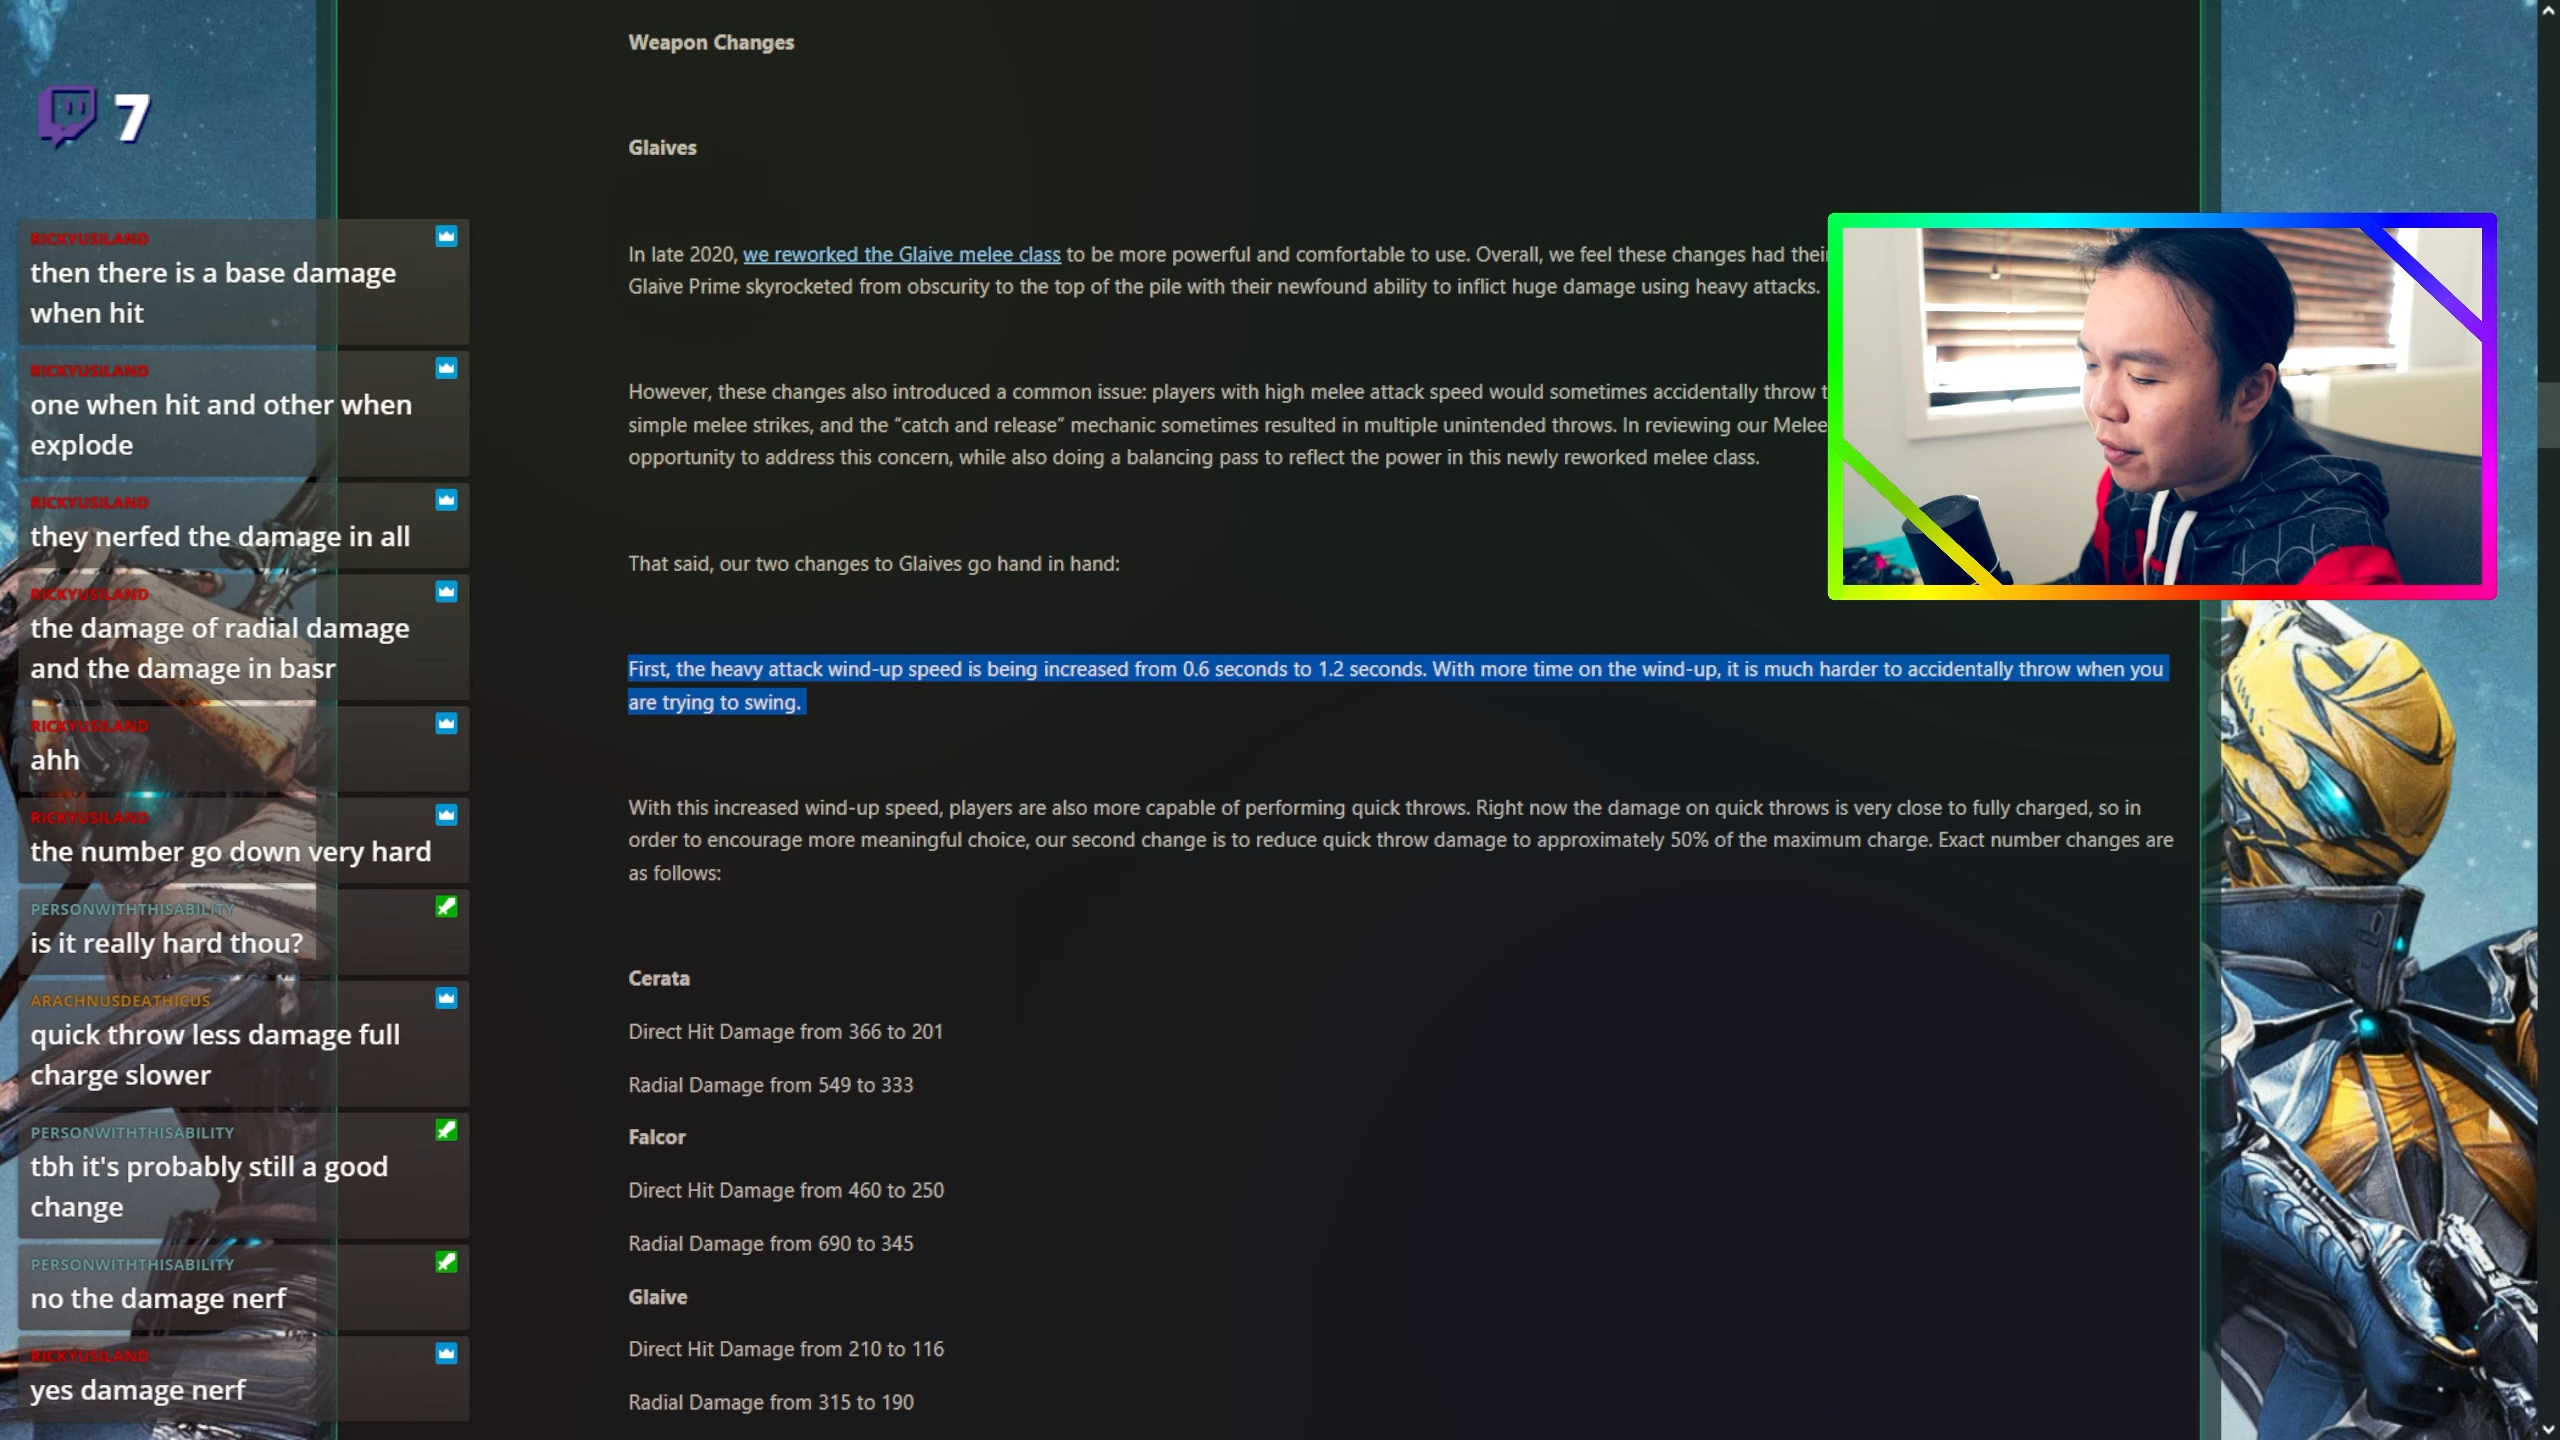 7
RICKYUSILAND
then there is a base damage
when hit
RICKYUSILAND
one when hit and other when
explode
RICKYUSILAND
they nerfed the damage in all
RICKYUSILAND
the damage of radial damage
and the damage in basr
RICKYUSILAND
ahh
RICKYUSILAND
the number go down very hard
PERSONWITHTHISABILITY
is it really hard thou?
ARACHNUSDEATHICUS
quick throw less damage full
charge slower
PERSONWITHTHISABILITY
tbh it's probably still a good
change
PERSONWITHTHISABILITY
no the damage nerf
RICKYUSILAND
yes damage nerf
Weapon Changes
Glaives
In late 2020, we reworked the Glaive melee class to be more powerful and comfortable to use. Overall, we feel these changes had their
Glaive Prime skyrocketed from obscurity to the top of the pile with their newfound ability to inflict huge damage using heavy attacks.
However, these changes also introduced a common issue: players with high melee attack speed would sometimes accidentally throw
simple melee strikes, and the “catch and release” mechanic sometimes resulted in multiple unintended throws. In reviewing our Melee
opportunity to address this concern, while also doing a balancing pass to reflect the power in this newly reworked melee class.
That said, our two changes to Glaives go hand in hand:
First, the heavy attack wind-up speed is being increased from 0.6 seconds to 1.2 seconds. With more time on the wind-up, it is much harder to accidentally throw when you
are trying to swing.
With this increased wind-up speed, players are also more capable of performing quick throws. Right now the damage on quick throws is very close to fully charged, so in
order to encourage more meaningful choice, our second change is to reduce quick throw damage to approximately 50% of the maximum charge. Exact number changes are
as follows:
Cerata
Direct Hit Damage from 366 to 201
Radial Damage from 549 to 333
Falcor
Direct Hit Damage from 460 to 250
Radial Damage from 690 to 345
Glaive
Direct Hit Damage from 210 to 116
Radial Damage from 315 to 190